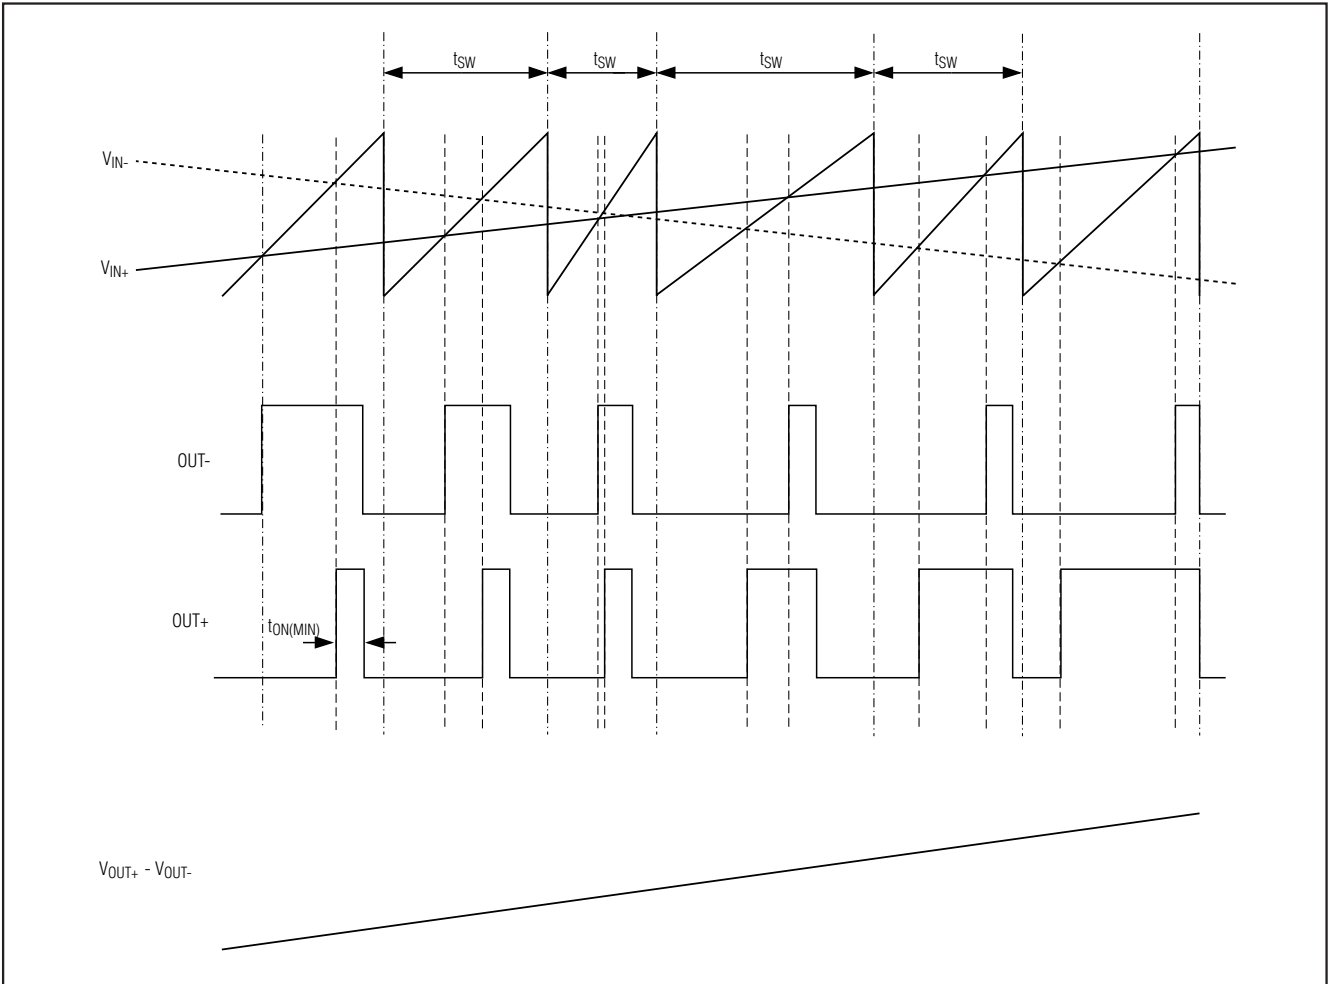 tSW tSW tSW tSW
VIN-
VIN+
OUT-
OUT+
tON(MIN)
VOUT+ - VOUT-